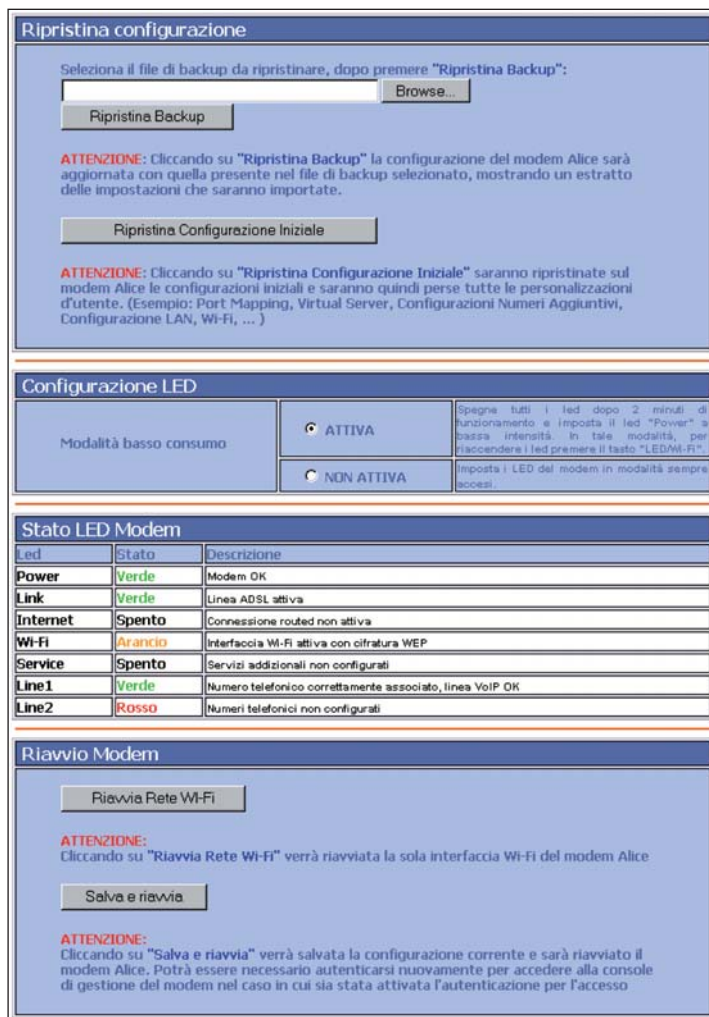 Ripristina configurazione
Seleziona il file di backup da ripristinare, dopo premere "Ripristina Backup":
Browse...
Ripristina Backup
ATTENZIONE: Cliccando su "Ripristina Backup" la configurazione del modem Alice sarà
aggiornata con quella presente nel file di backup selezionato, mostrando un estratto
delle impostazioni che saranno importate.
Ripristina Configurazione Iniziale
ATTENZIONE: Cliccando su "Ripristina Configurazione Iniziale" saranno ripristinate sul
modem Alice le configurazioni iniziali e saranno quindi perse tutte le personalizzazioni
d'utente. (Esempio: Port Mapping, Virtual Server, Configurazioni Numeri Aggiuntivi,
Configurazione LAN, Wi-Fi, ... )
Configurazione LED
Modalità basso consumo
ATTIVA
Spegne tutti i led dopo 2 minuti di
funzionamento e imposta il led "Power" a
bassa intensità. In tale modalità, per
riaccendere i led premere il tasto "LED/Wi-Fi".
NON ATTIVA
Imposta i LED del modem in modalità sempre
accesi.
Stato LED Modem
Led Stato Descrizione
Power Verde Modem OK
Link Verde Linea ADSL attiva
Internet Spento Connessione routed non attiva
Wi-Fi Arancio Interfaccia Wi-Fi attiva con cifratura WEP
Service Spento Servizi addizionali non configurati
Line1 Verde Numero telefonico correttamente associato, linea VoIP OK
Line2 Rosso Numeri telefonici non configurati
Riavvio Modem
Riavvia Rete Wi-Fi
ATTENZIONE:
Cliccando su "Riavvia Rete Wi-Fi" verrà riavviata la sola interfaccia Wi-Fi del modem Alice
Salva e riavvia
ATTENZIONE:
Cliccando su "Salva e riavvia" verrà salvata la configurazione corrente e sarà riavviato il
modem Alice. Potrà essere necessario autenticarsi nuovamente per accedere alla console
di gestione del modem nel caso in cui sia stata attivata l'autenticazione per l'accesso